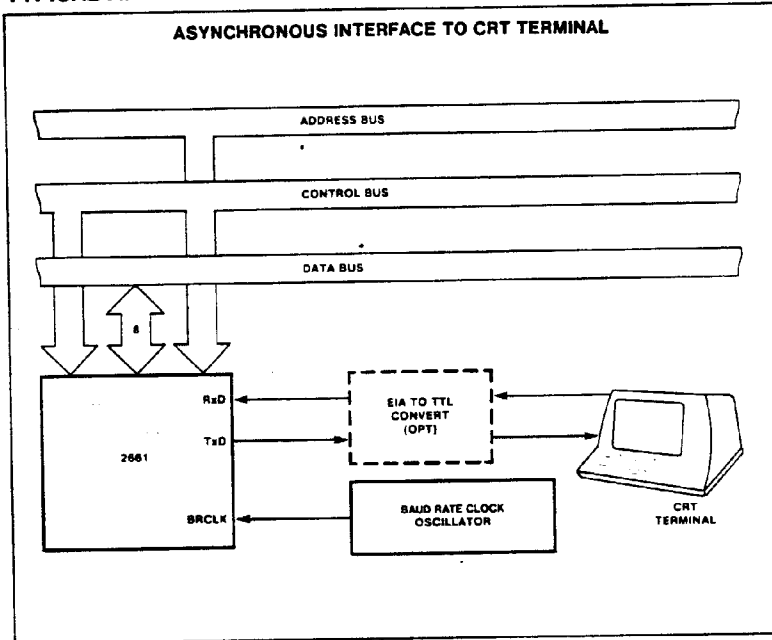 ASYNCHRONOUS INTERFACE TO CRT TERMINAL
ADDRESS BUS
CONTROL BUS
DATA BUS
8
RxD
TxD
2661
BRCLK
EIA TO TTL
CONVERT
(OPT)
BAUD RATE CLOCK
OSCILLATOR
CRT
TERMINAL